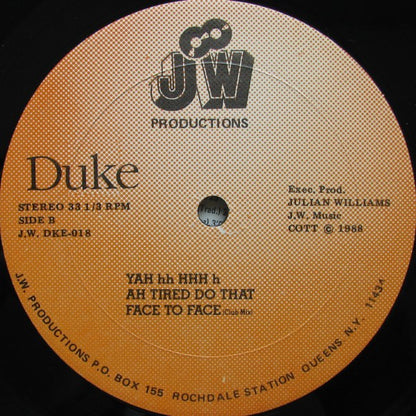 JW
PRODUCTIONS
Duke
STEREO 33 1/3 RPM
SIDE B
J.W. DKE-018
Exec. Prod.
JULIAN WILLIAMS
J.W. Music
COTT © 1988
YAH hh HHH h
AH TIRED DO THAT
FACE TO FACE (Club Mix)
J.W. PRODUCTIONS P.O. BOX 155 ROCHDALE STATION QUEENS, N.Y. 11434